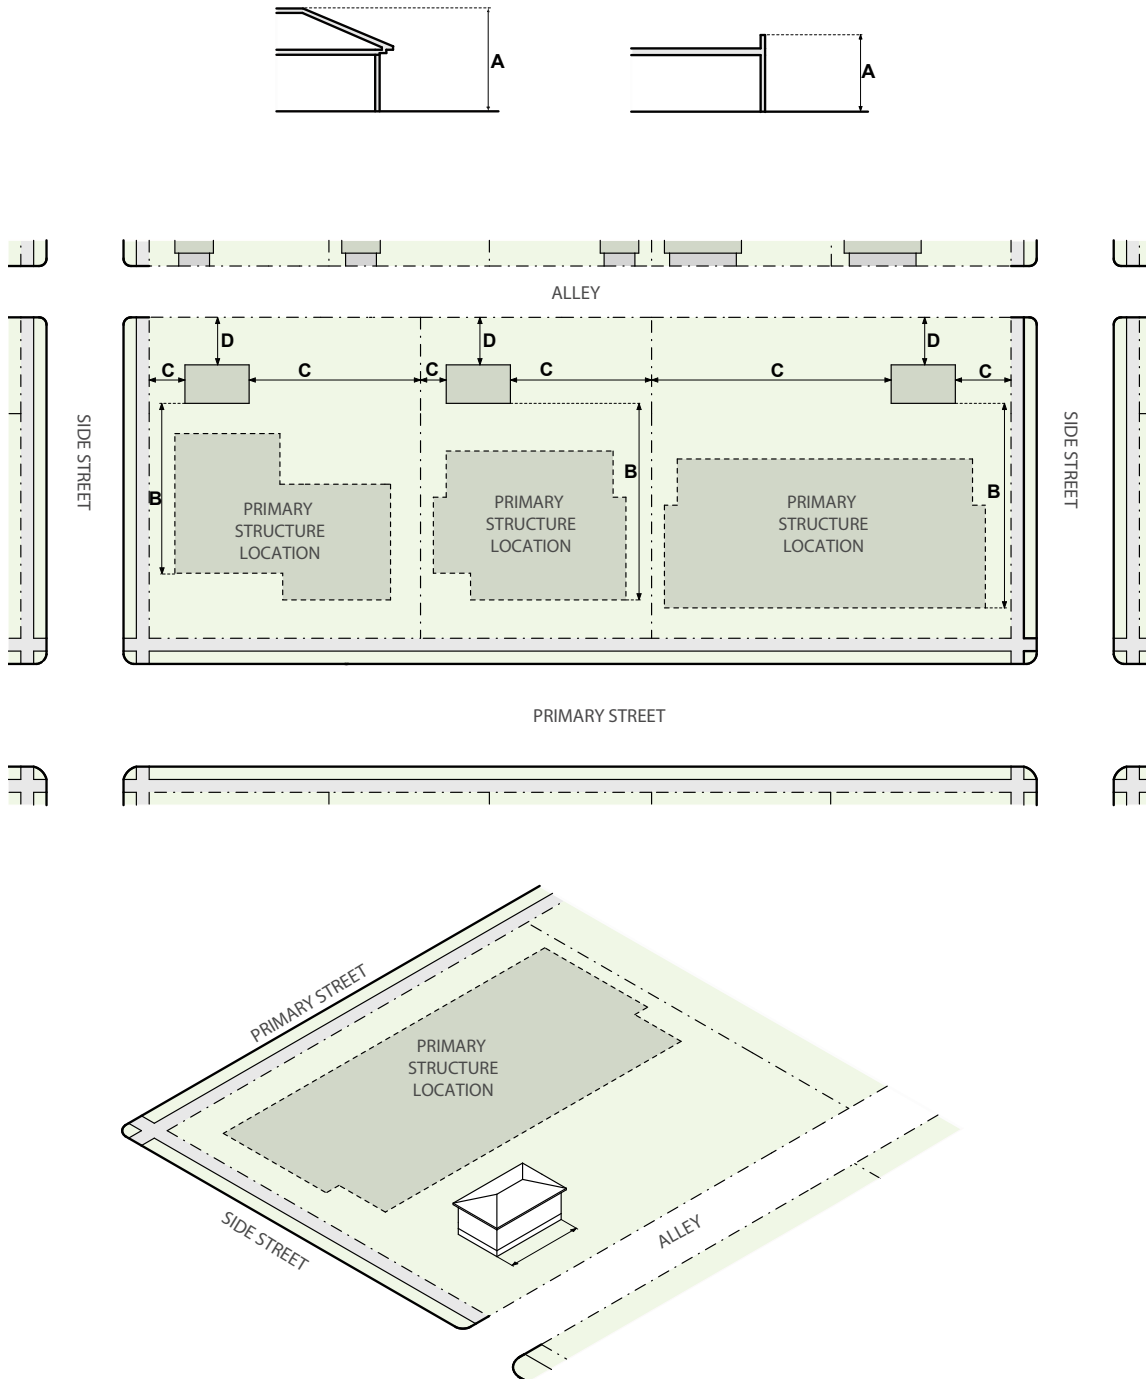 A
A
ALLEY
D
D
D
C
C
C
C
C
C
SIDE STREET
SIDE STREET
B
B
B
PRIMARY
STRUCTURE
LOCATION
PRIMARY
STRUCTURE
LOCATION
PRIMARY
STRUCTURE
LOCATION
PRIMARY STREET
PRIMARY STREET
PRIMARY
STRUCTURE
LOCATION
SIDE STREET
ALLEY